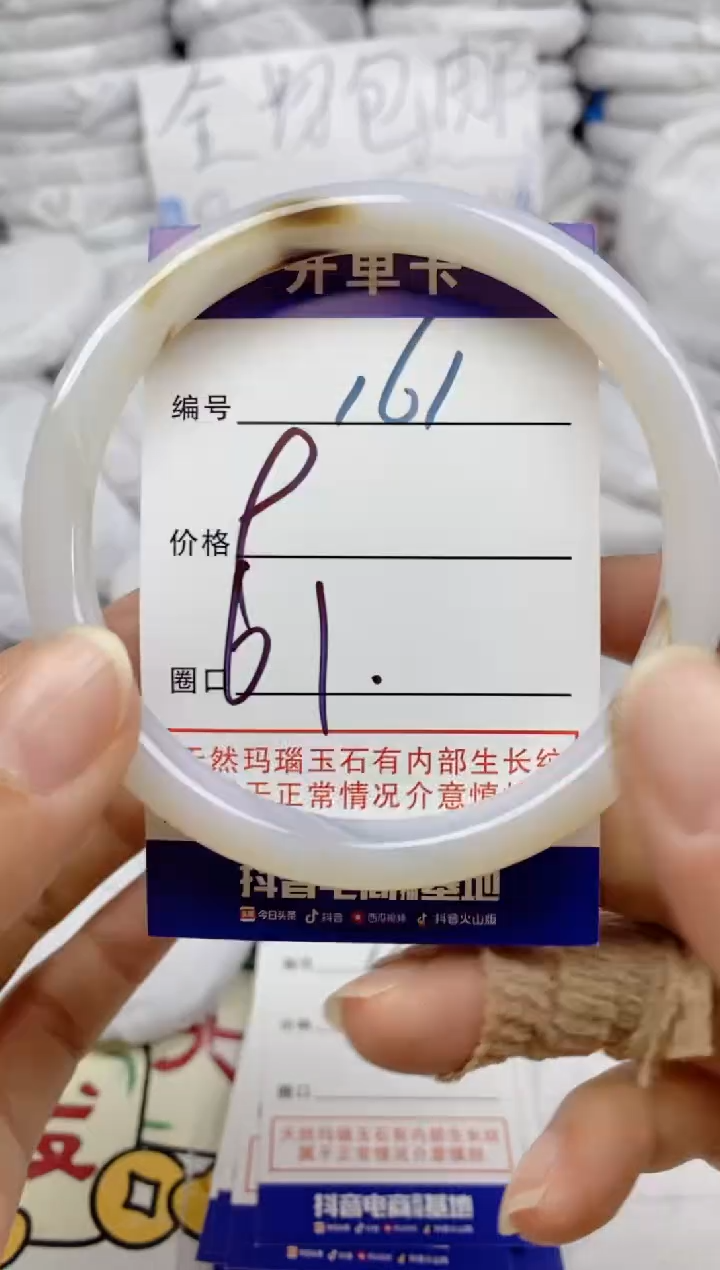 全场包邮
开单卡
编号 161
价格
圈口 61.
天然玛瑙玉石有内部生长纹
属于正常情况介意慎拍
抖音电商直播基地
今日头条 抖音 西瓜视频 抖音火山版
编号
价格
圈口
天然玛瑙玉石有内部生长纹
属于正常情况介意慎拍
抖音电商直播基地
发